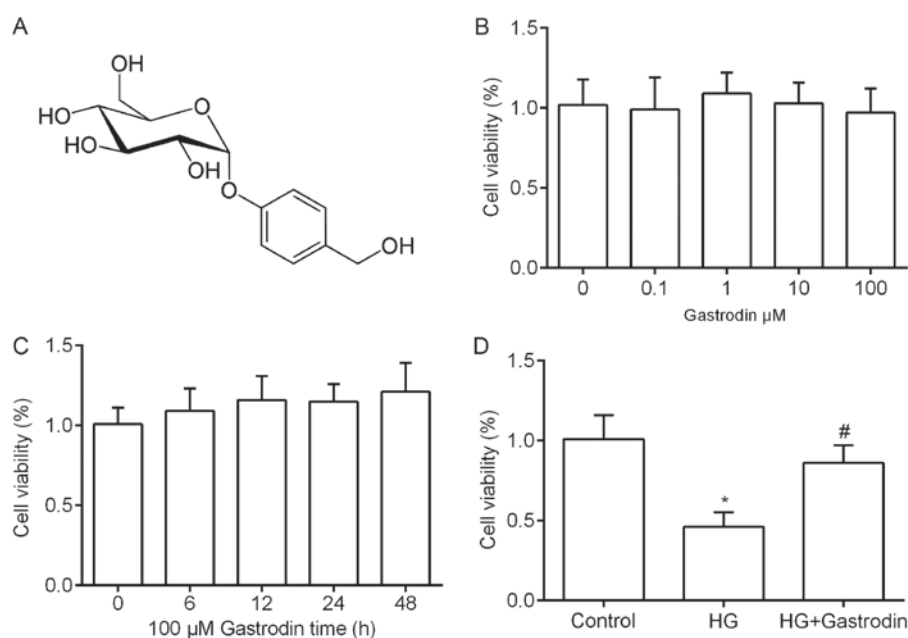 A
OH
HO
HO
OH
O
O
OH
B
Cell viability (%)
1.5
1.0
0.5
0.0
0 0.1 1 10 100
Gastrodin µM
C
Cell viability (%)
1.5
1.0
0.5
0.0
0 6 12 24 48
100 µM Gastrodin time (h)
D
Cell viability (%)
1.5
1.0
0.5
0.0
*
#
Control HG HG+Gastrodin